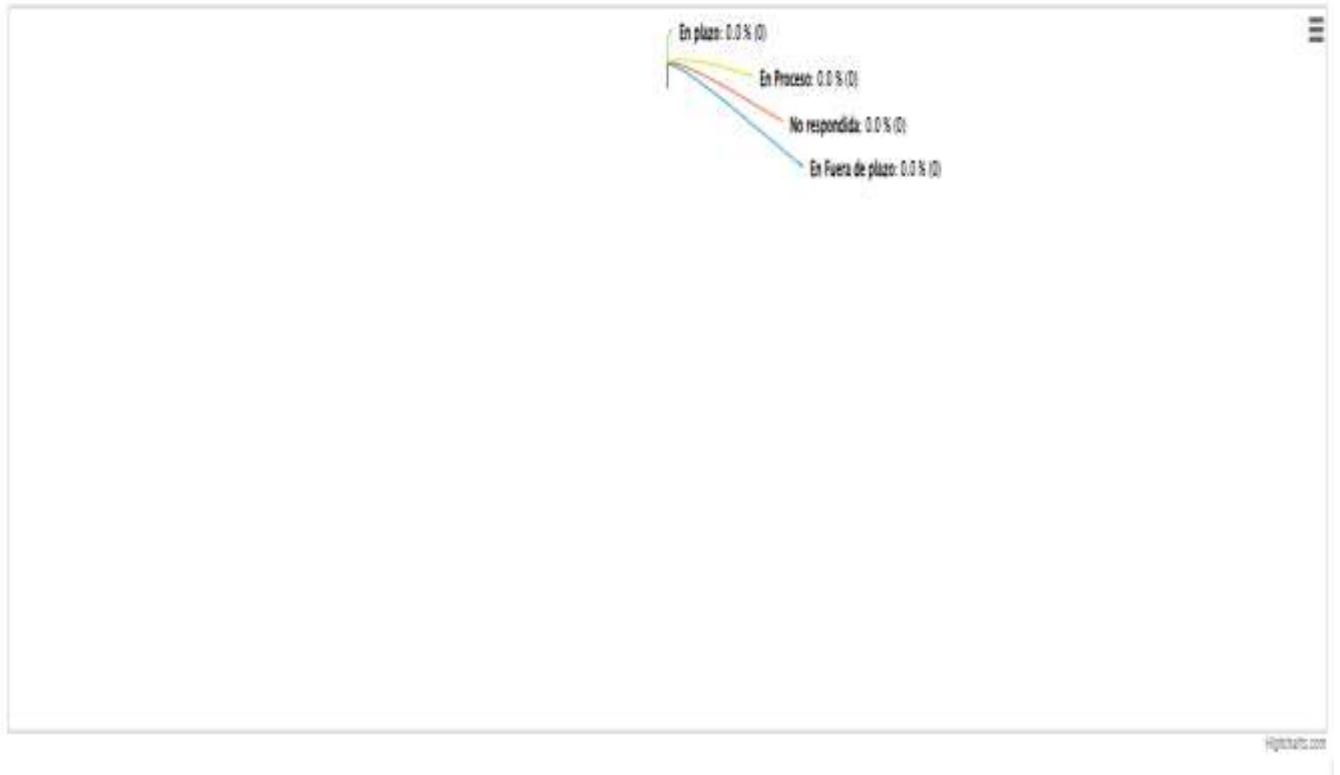 En plazo: 0.0 % (0)
En Proceso: 0.0 % (0)
No respondida: 0.0 % (0)
En Fuera de plazo: 0.0 % (0)
Highcharts.com